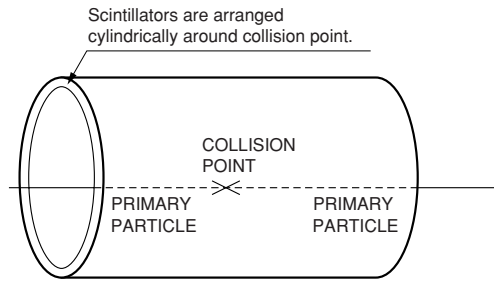 Scintillators are arranged
cylindrically around collision point.
COLLISION
POINT
PRIMARY
PARTICLE
PRIMARY
PARTICLE